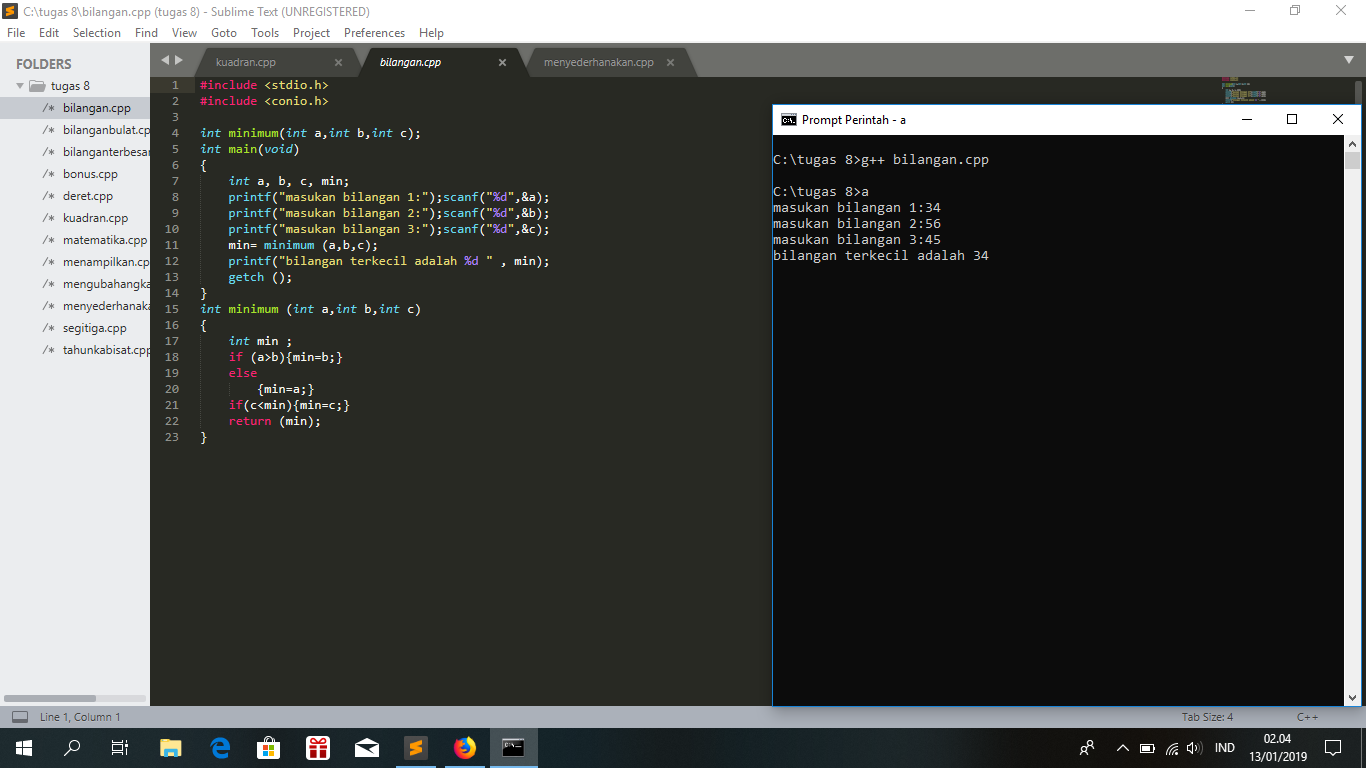 C:\tugas 8\bilangan.cpp (tugas 8) - Sublime Text (UNREGISTERED)
File Edit Selection Find View Goto Tools Project Preferences Help
FOLDERS
tugas 8
/* bilangan.cpp
/* bilanganbulat.cp
/* bilanganterbesar
/* bonus.cpp
/* deret.cpp
/* kuadran.cpp
/* matematika.cpp
/* menampilkan.cp
/* mengubahangka
/* menyederhanaka
/* segitiga.cpp
/* tahunkabisat.cpp
kuadran.cpp bilangan.cpp menyederhanakan.cpp
1 #include <stdio.h>
2 #include <conio.h>
3
4 int minimum(int a,int b,int c);
5 int main(void)
6 {
7 int a, b, c, min;
8 printf("masukan bilangan 1:");scanf("%d",&a);
9 printf("masukan bilangan 2:");scanf("%d",&b);
10 printf("masukan bilangan 3:");scanf("%d",&c);
11 min= minimum (a,b,c);
12 printf("bilangan terkecil adalah %d " , min);
13 getch ();
14 }
15 int minimum (int a,int b,int c)
16 {
17 int min ;
18 if (a>b){min=b;}
19 else
20 {min=a;}
21 if(c<min){min=c;}
22 return (min);
23 }
Prompt Perintah - a
C:\tugas 8>g++ bilangan.cpp
C:\tugas 8>a
masukan bilangan 1:34
masukan bilangan 2:56
masukan bilangan 3:45
bilangan terkecil adalah 34
Line 1, Column 1 Tab Size: 4 C++
IND
02.04
13/01/2019